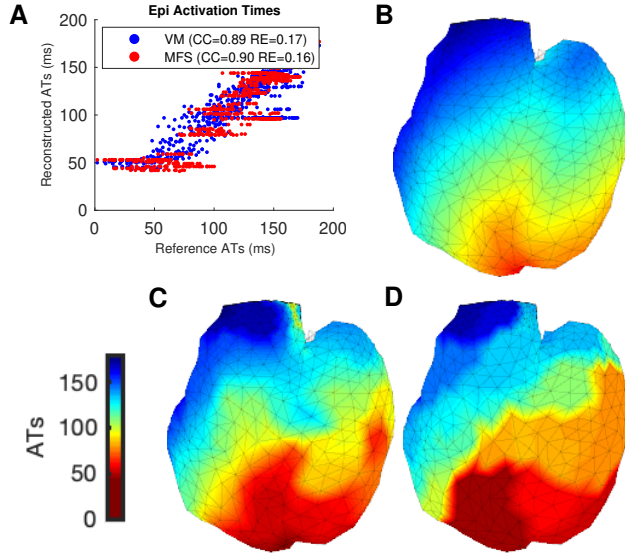 A
Epi Activation Times
VM (CC=0.89 RE=0.17)
MFS (CC=0.90 RE=0.16)
200
150
100
50
0
0 50 100 150 200
Reconstructed ATs (ms)
Reference ATs (ms)
B
C
D
150
100
50
0
ATs